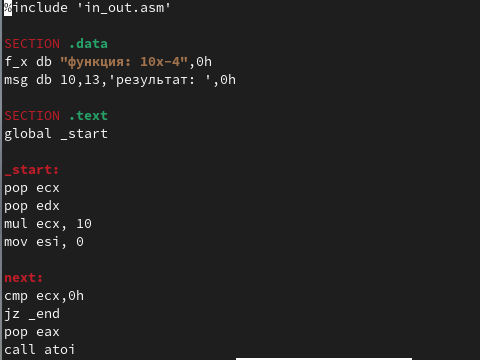 %include 'in_out.asm'
SECTION .data
f_x db "функция: 10x-4",0h
msg db 10,13,'результат: ',0h
SECTION .text
global _start
_start:
pop ecx
pop edx
mul ecx, 10
mov esi, 0
next:
cmp ecx,0h
jz _end
pop eax
call atoi